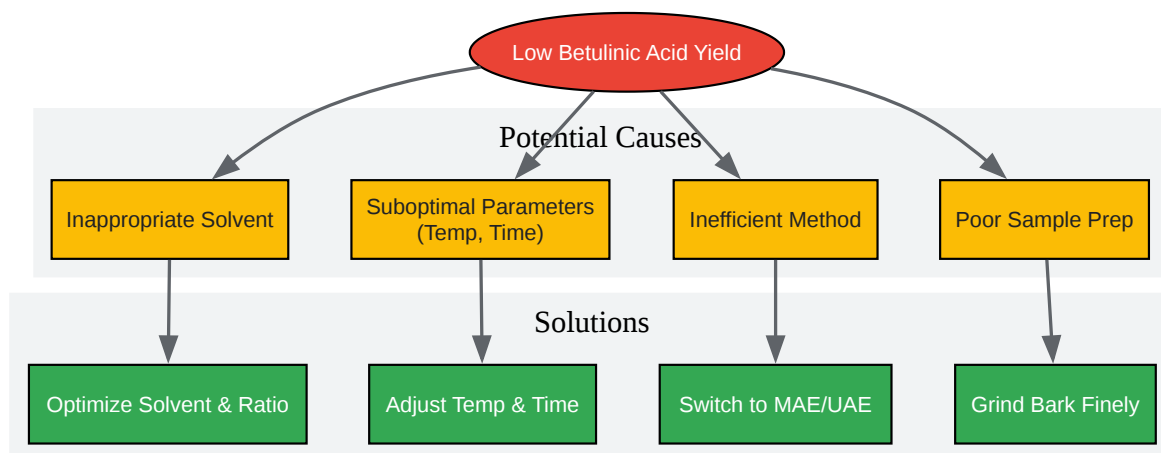 Low Betulinic Acid Yield
Potential Causes
Inappropriate Solvent
Suboptimal Parameters
(Temp, Time)
Inefficient Method
Poor Sample Prep
Solutions
Optimize Solvent & Ratio
Adjust Temp & Time
Switch to MAE/UAE
Grind Bark Finely